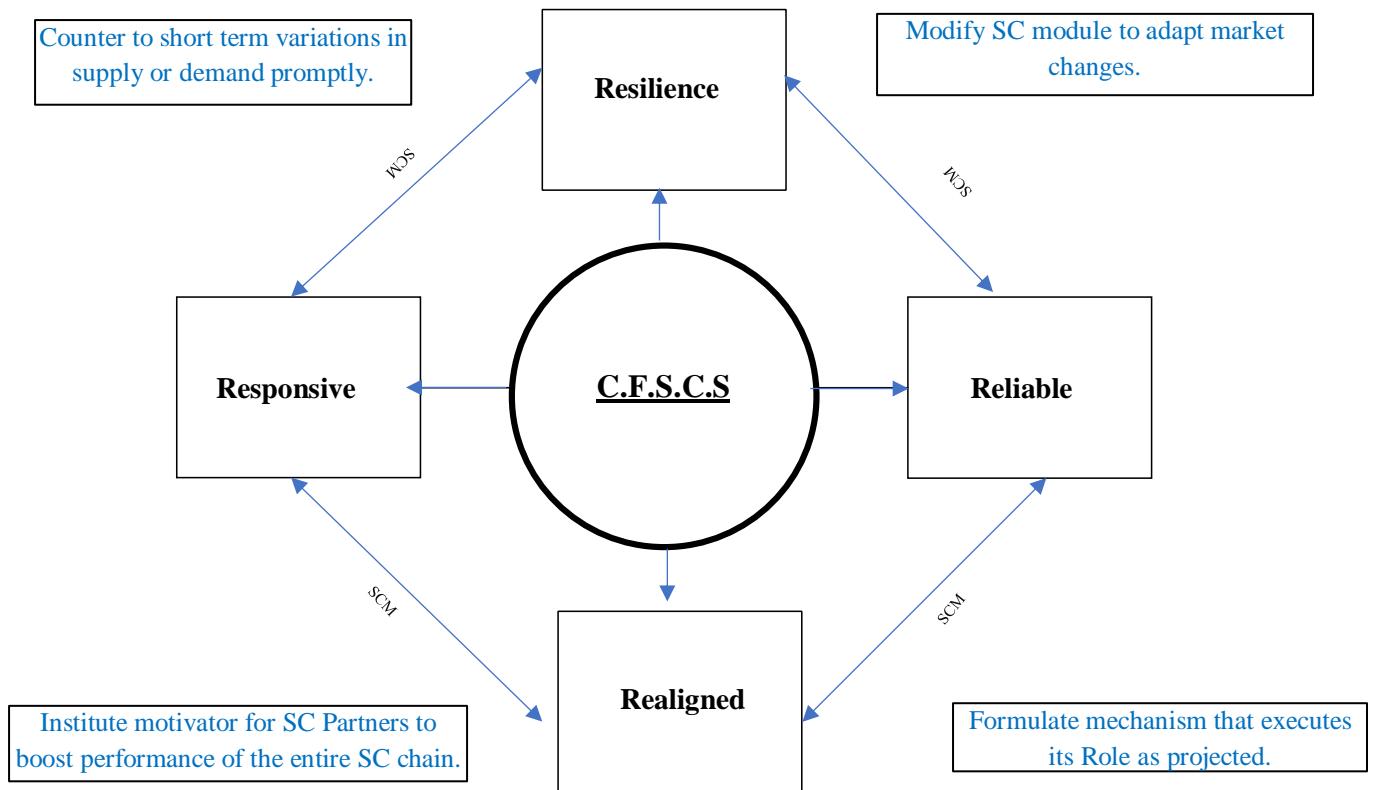 Counter to short term variations in
supply or demand promptly.
Modify SC module to adapt market
changes.
Resilience
SCM
SCM
Responsive
C.F.S.C.S
Reliable
SCM
SCM
Realigned
Institute motivator for SC Partners to
boost performance of the entire SC chain.
Formulate mechanism that executes
its Role as projected.